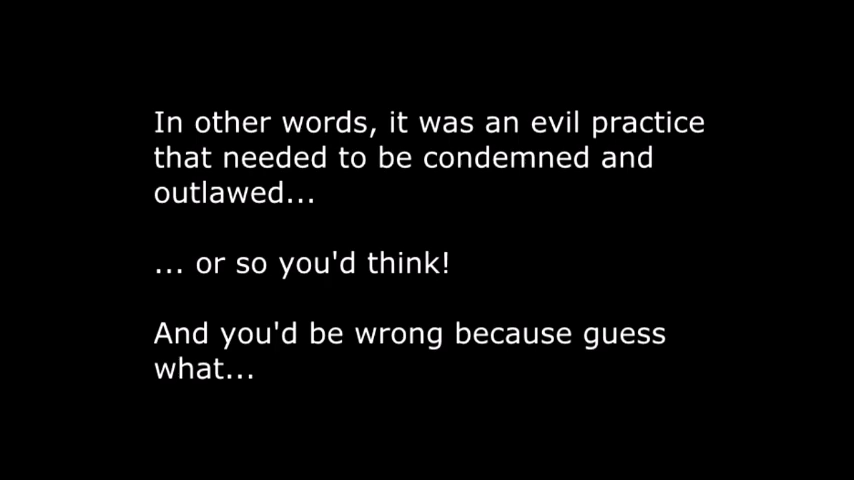 In other words, it was an evil practice
that needed to be condemned and
outlawed...
... or so you'd think!
And you'd be wrong because guess
what...